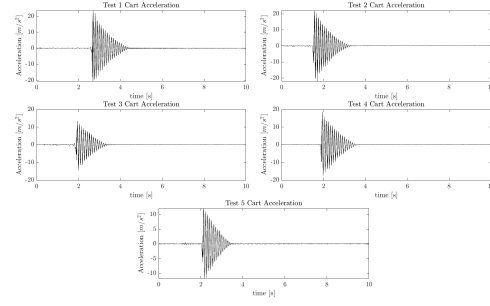 Test 1 Cart Acceleration
Acceleration [m/s²]
20
10
0
-10
-20
0 2 4 6 8 10
time [s]
Test 2 Cart Acceleration
Acceleration [m/s²]
20
10
0
-10
-20
0 2 4 6 8 10
time [s]
Test 3 Cart Acceleration
Acceleration [m/s²]
20
10
0
-10
-20
0 2 4 6 8 10
time [s]
Test 4 Cart Acceleration
Acceleration [m/s²]
20
10
0
-10
-20
0 2 4 6 8 10
time [s]
Test 5 Cart Acceleration
Acceleration [m/s²]
10
5
0
-5
-10
0 2 4 6 8 10
time [s]